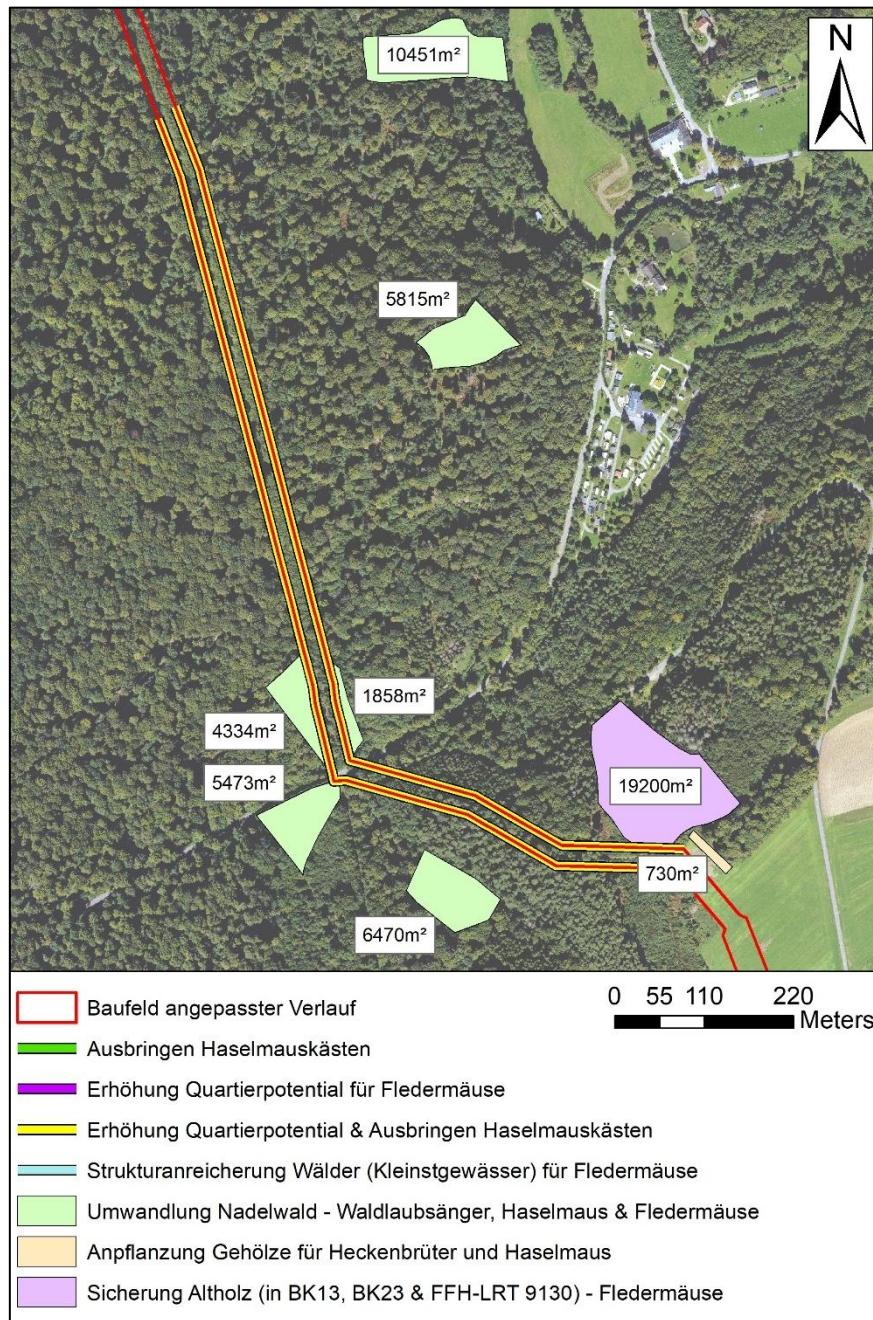 10451m²
N
5815m²
1858m²
4334m²
5473m²
19200m²
730m²
6470m²
Baufeld angepasster Verlauf
0 55 110 220
Meters
Ausbringen Haselmauskästen
Erhöhung Quartierpotential für Fledermäuse
Erhöhung Quartierpotential & Ausbringen Haselmauskästen
Strukturanreicherung Wälder (Kleinstgewässer) für Fledermäuse
Umwandlung Nadelwald - Waldlaubsänger, Haselmaus & Fledermäuse
Anpflanzung Gehölze für Heckenbrüter und Haselmaus
Sicherung Altholz (in BK13, BK23 & FFH-LRT 9130) - Fledermäuse